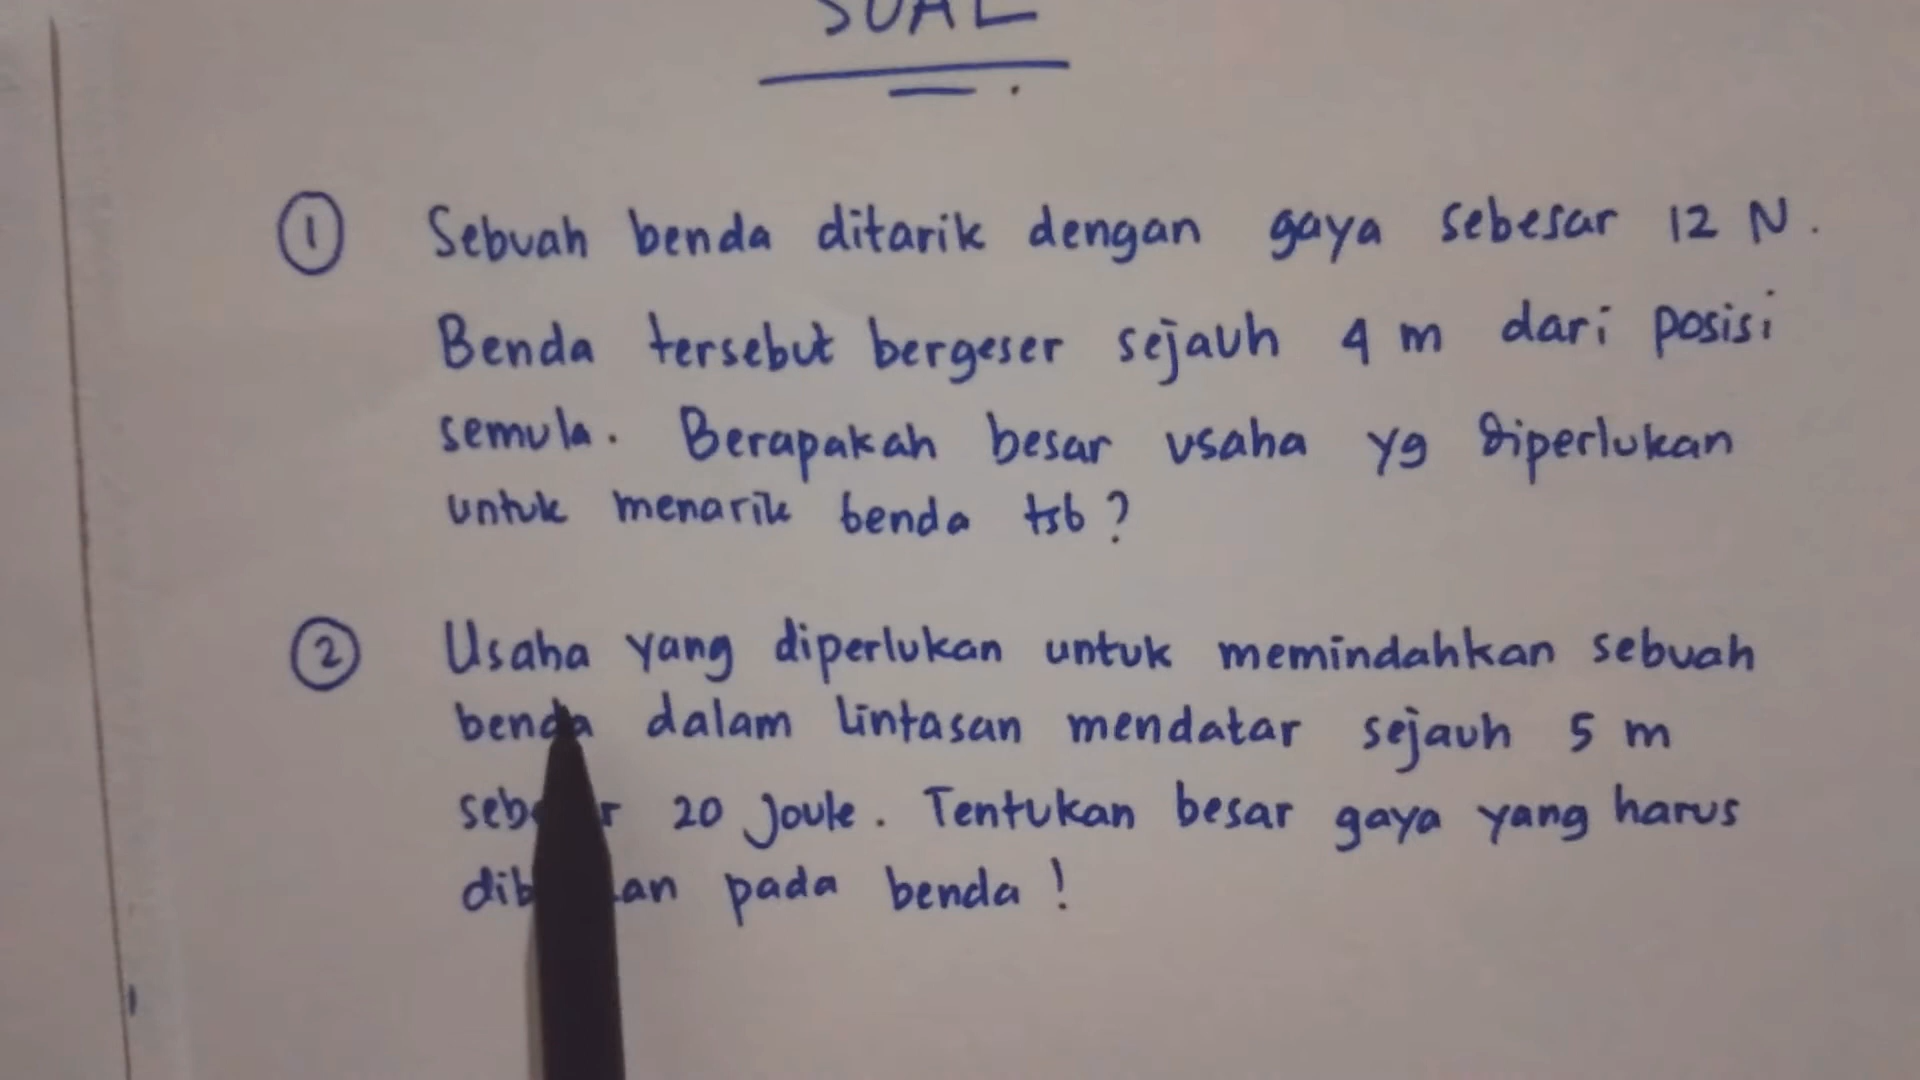 SOAL
1 Sebuah benda ditarik dengan gaya sebesar 12 N.
Benda tersebut bergeser sejauh 4 m dari posisi
semula. Berapakah besar usaha yg diperlukan
untuk menarik benda tsb?
2 Usaha yang diperlukan untuk memindahkan sebuah
benda dalam lintasan mendatar sejauh 5 m
20 Joule. Tentukan besar gaya yang harus
pada benda!